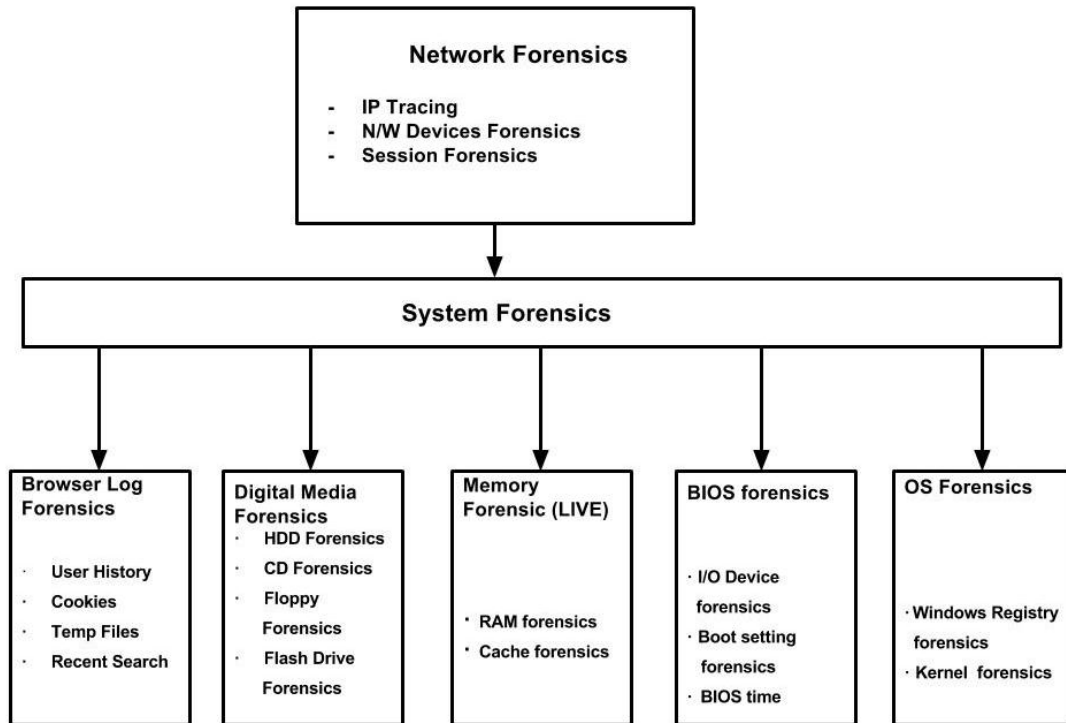 Network Forensics
- IP Tracing
- N/W Devices Forensics
- Session Forensics
System Forensics
Browser Log
Forensics
· User History
· Cookies
· Temp Files
· Recent Search
Digital Media
Forensics
· HDD Forensics
· CD Forensics
· Floppy
Forensics
· Flash Drive
Forensics
Memory
Forensic (LIVE)
· RAM forensics
· Cache forensics
BIOS forensics
· I/O Device
forensics
· Boot setting
forensics
· BIOS time
OS Forensics
· Windows Registry
forensics
· Kernel forensics